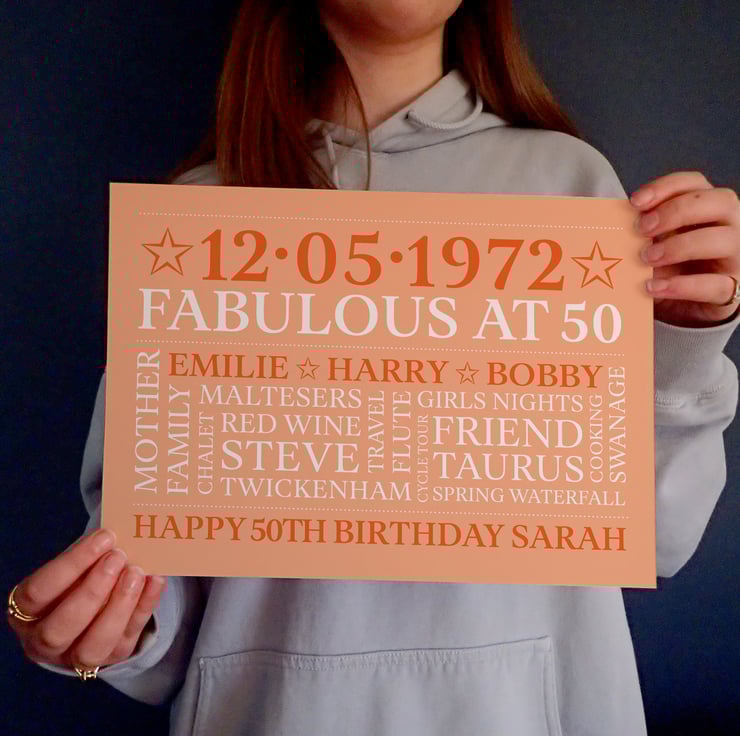 12·05·1972
FABULOUS AT 50
EMILIE ☆ HARRY ☆ BOBBY
MOTHER
FAMILY
CHALET
MALTESERS
RED WINE
STEVE
TWICKENHAM
TRAVEL
FLUTE
CYCLE TOUR
GIRLS NIGHTS
FRIEND
TAURUS
SPRING WATERFALL
COOKING
SWANAGE
HAPPY 50TH BIRTHDAY SARAH